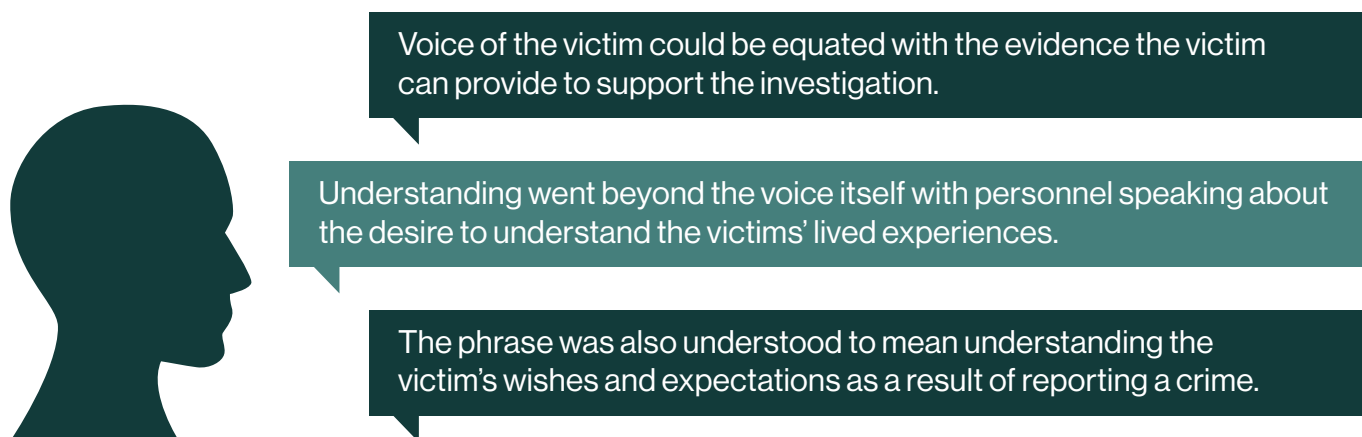 Voice of the victim could be equated with the evidence the victim
can provide to support the investigation.
Understanding went beyond the voice itself with personnel speaking about
the desire to understand the victims’ lived experiences.
The phrase was also understood to mean understanding the
victim’s wishes and expectations as a result of reporting a crime.